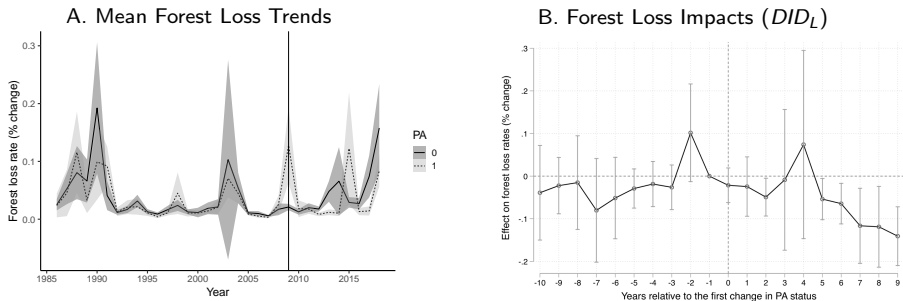 A. Mean Forest Loss Trends
Forest loss rate (% change)
0.3
0.2
0.1
0.0
1985
1990
1995
2000
2005
2010
2015
Year
PA
0
1
B. Forest Loss Impacts (DID_L)
Effect on forest loss rates (% change)
.3
.2
.1
0
-.1
-.2
-10 -9 -8 -7 -6 -5 -4 -3 -2 -1 0 1 2 3 4 5 6 7 8 9
Years relative to the first change in PA status